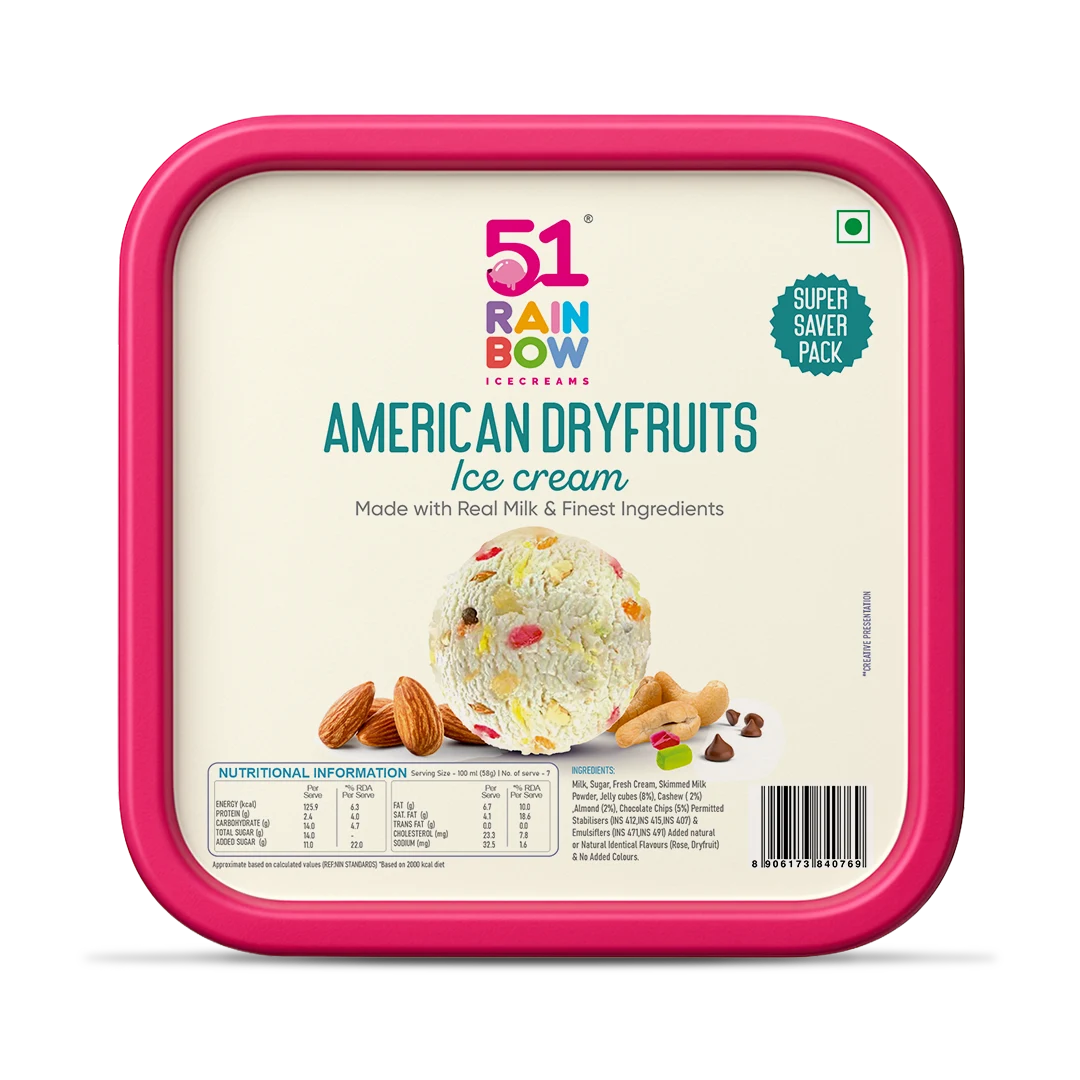 51®
RAIN
BOW
ICECREAMS
SUPER
SAVER
PACK
AMERICAN DRYFRUITS
Ice cream
Made with Real Milk & Finest Ingredients
**CREATIVE PRESENTATION
NUTRITIONAL INFORMATION Serving Size - 100 ml (58g) | No. of serve - 7
Per Serve *% RDA Per Serve
ENERGY (kcal) 125.9 6.3
PROTEIN (g) 2.4 4.0
CARBOHYDRATE (g) 14.0 4.7
TOTAL SUGAR (g) 14.0 -
ADDED SUGAR (g) 11.0 22.0
Per Serve *% RDA Per Serve
FAT (g) 6.7 10.0
SAT. FAT (g) 4.1 18.6
TRANS FAT (g) 0.0 0.0
CHOLESTEROL (mg) 23.3 7.8
SODIUM (mg) 32.5 1.6
Approximate based on calculated values (REF:NIN STANDARDS) *Based on 2000 kcal diet
INGREDIENTS:
Milk, Sugar, Fresh Cream, Skimmed Milk
Powder, Jelly cubes (8%), Cashew ( 2%)
,Almond (2%), Chocolate Chips (5%) Permitted
Stabilisers (INS 412,INS 415,INS 407) &
Emulsifiers (INS 471,INS 491) Added natural
or Natural Identical Flavours (Rose, Dryfruit)
& No Added Colours.
8 906173 840769